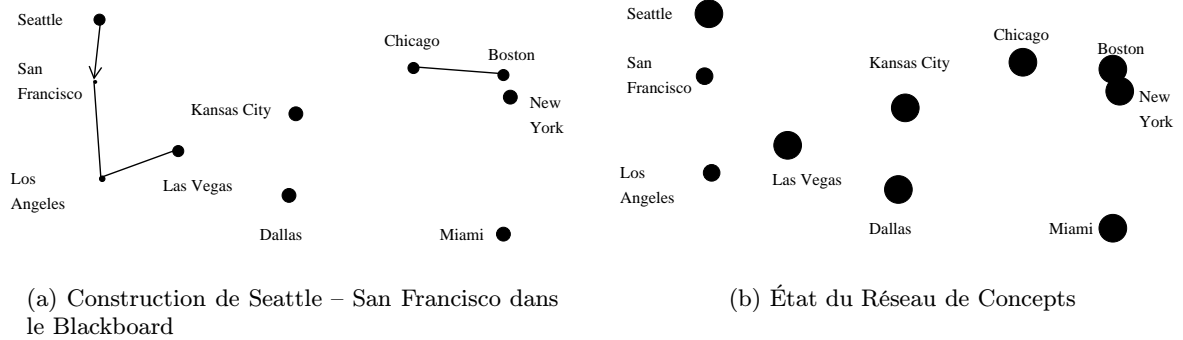 Seattle
San
Francisco
Los
Angeles
Kansas City
Las Vegas
Dallas
Chicago
Boston
New
York
Miami
(a) Construction de Seattle – San Francisco dans
le Blackboard
Seattle
San
Francisco
Los
Angeles
Kansas City
Las Vegas
Dallas
Chicago
Boston
New
York
Miami
(b) État du Réseau de Concepts